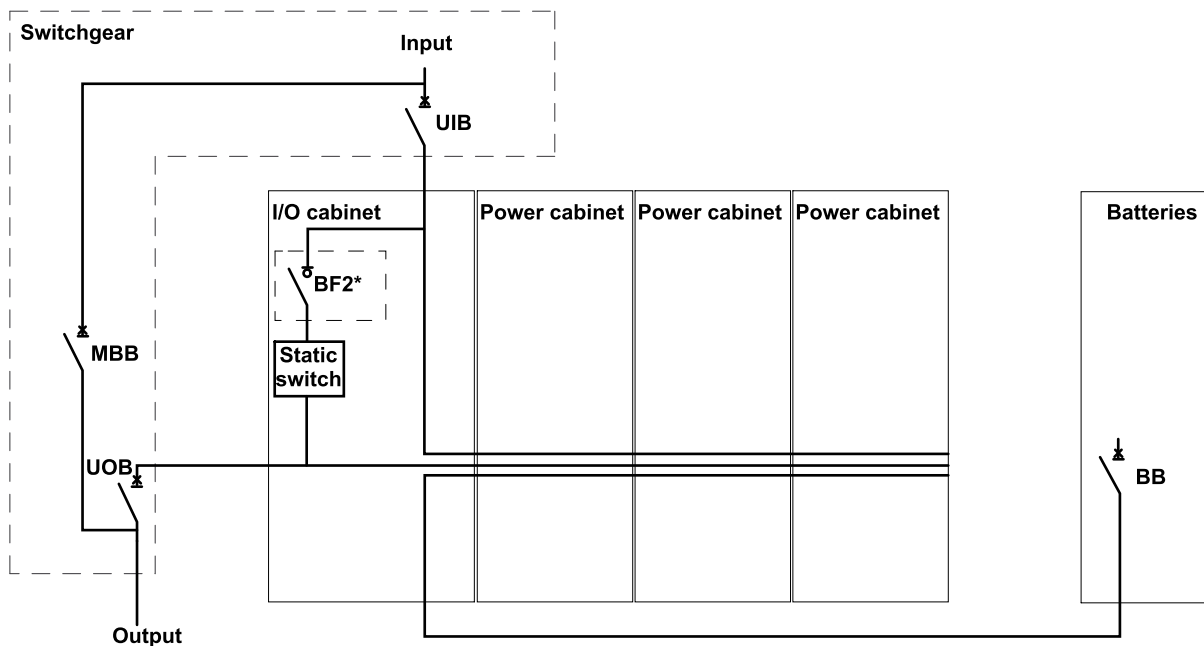 Switchgear
Input
UIB
I/O cabinet
Power cabinet
Power cabinet
Power cabinet
Batteries
BF2*
MBB
Static
switch
UOB
BB
Output